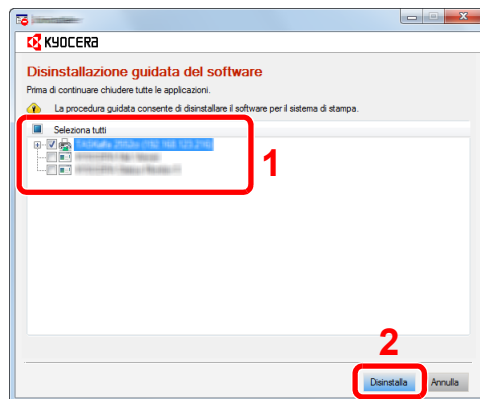 KYOCERA
Disinstallazione guidata del software
Prima di continuare chiudere tutte le applicazioni.
La procedura guidata consente di disinstallare il software per il sistema di stampa.
Seleziona tutti
1
2
Disinstalla Annulla